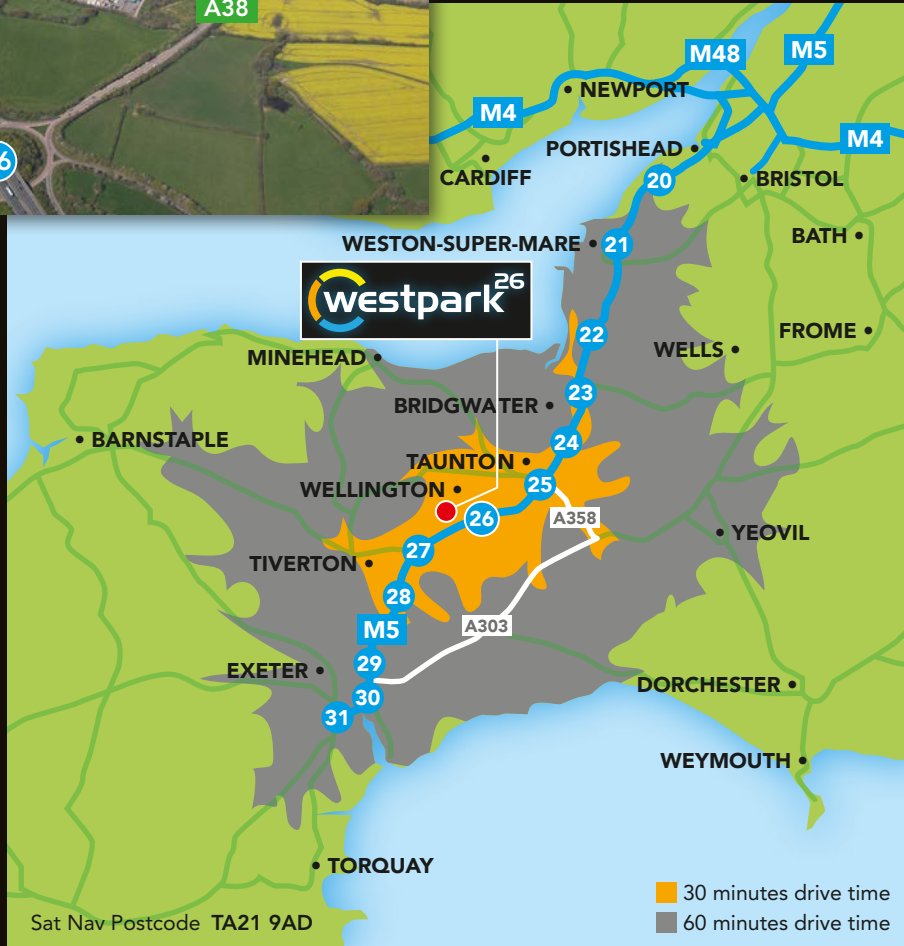 A38
6
M48
M5
NEWPORT
M4
M4
PORTISHEAD
CARDIFF
20
BRISTOL
WESTON-SUPER-MARE
21
BATH
westpark26
22
FROME
MINEHEAD
WELLS
23
BRIDGWATER
BARNSTAPLE
24
TAUNTON
WELLINGTON
25
26
A358
YEOVIL
27
TIVERTON
28
M5
A303
29
EXETER
30
DORCHESTER
31
WEYMOUTH
TORQUAY
30 minutes drive time
Sat Nav Postcode TA21 9AD
60 minutes drive time